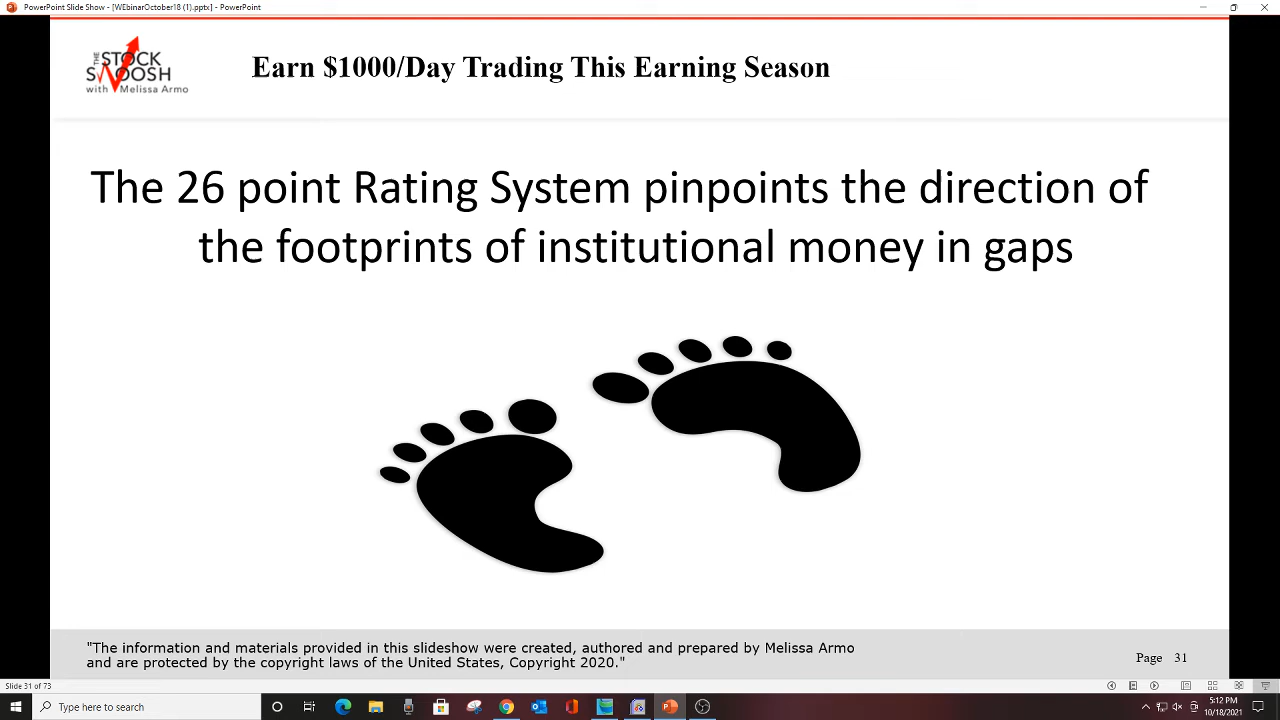 PowerPoint Slide Show - [WEbinarOctober18 (1).pptx] - PowerPoint
THE
STOCK
SWOOSH
with Melissa Armo
Earn $1000/Day Trading This Earning Season
The 26 point Rating System pinpoints the direction of
the footprints of institutional money in gaps
"The information and materials provided in this slideshow were created, authored and prepared by Melissa Armo
and are protected by the copyright laws of the United States, Copyright 2020."
Page 31
Slide 31 of 73
Type here to search
5:12 PM
10/18/2021